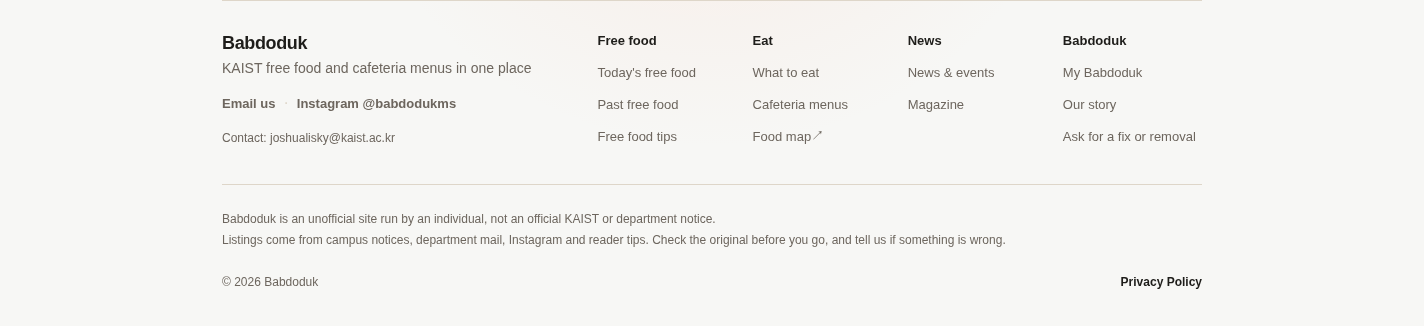 Babdoduk
KAIST free food and cafeteria menus in one place
Email us · Instagram @babdodukms
Contact: joshualisky@kaist.ac.kr
Free food
Today's free food
Past free food
Free food tips
Eat
What to eat
Cafeteria menus
Food map↗
News
News & events
Magazine
Babdoduk
My Babdoduk
Our story
Ask for a fix or removal
Babdoduk is an unofficial site run by an individual, not an official KAIST or department notice.
Listings come from campus notices, department mail, Instagram and reader tips. Check the original before you go, and tell us if something is wrong.
© 2026 Babdoduk
Privacy Policy